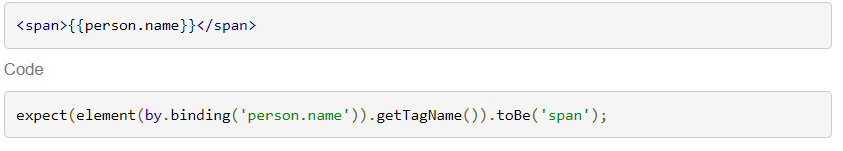 <span>{{person.name}}</span>
Code
expect(element(by.binding('person.name')).getTagName()).toBe('span');